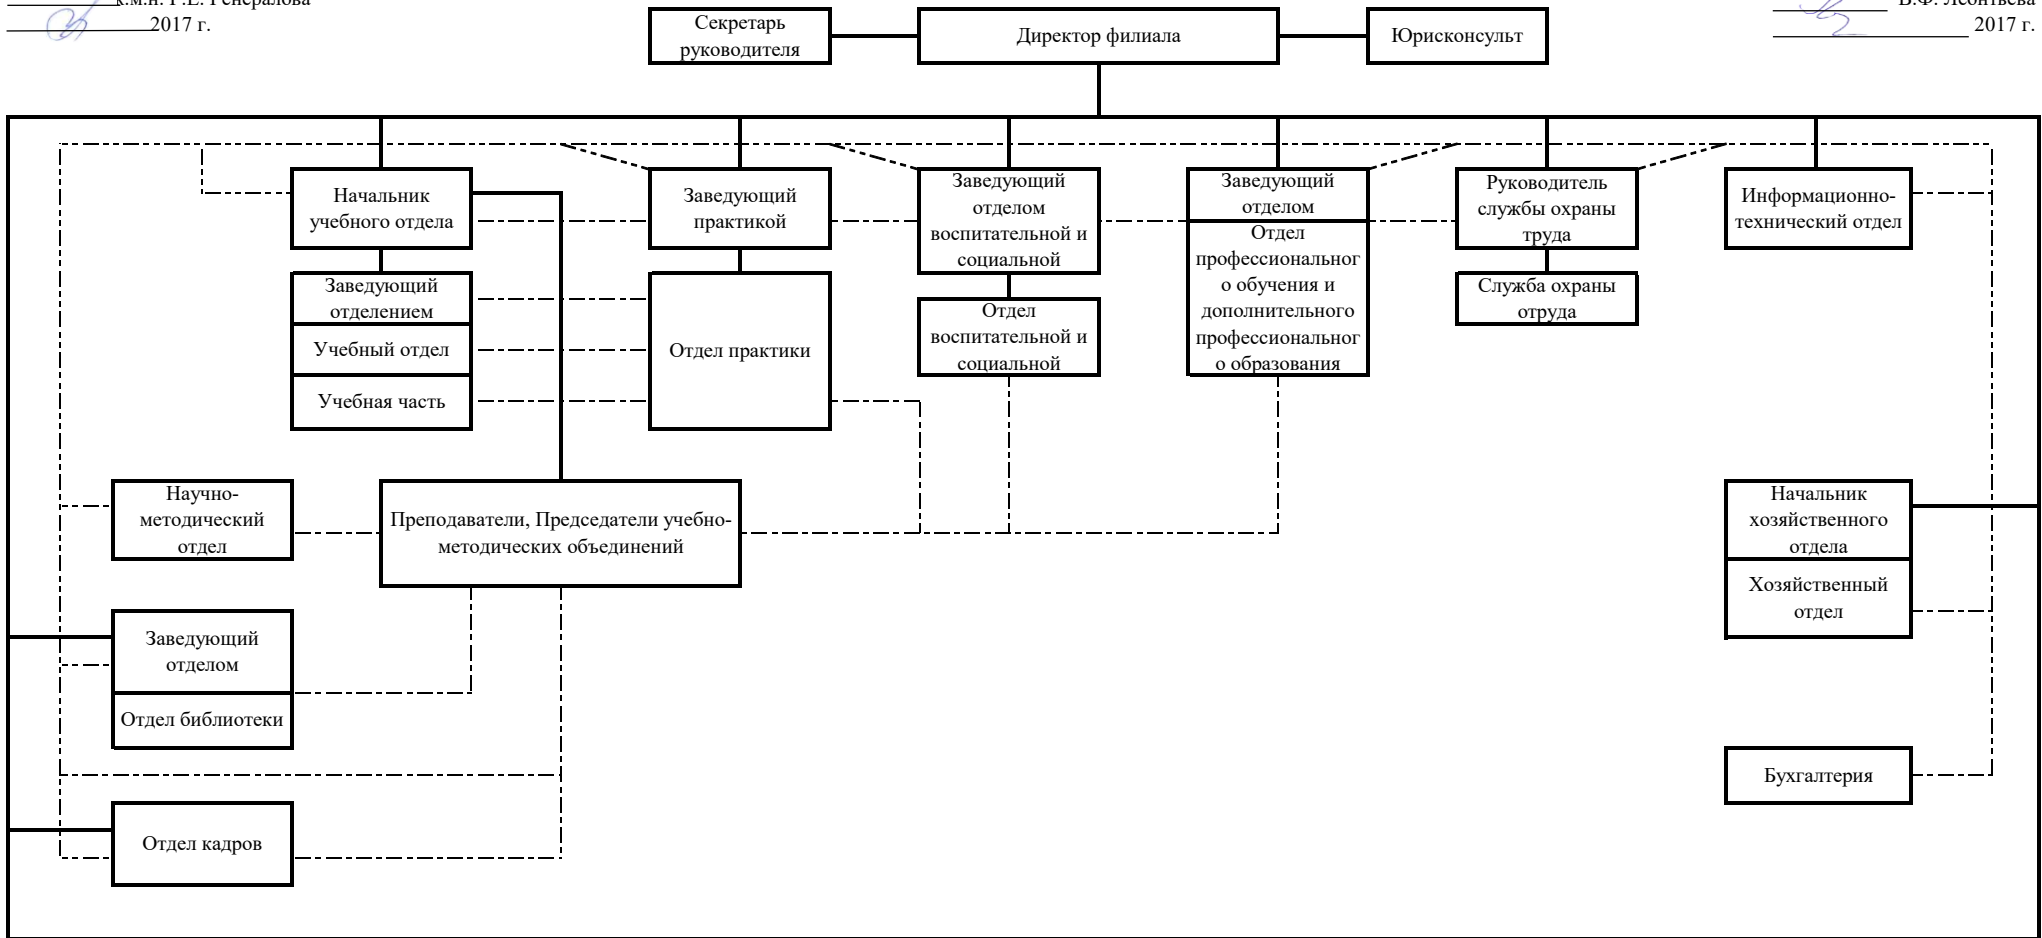 к.м.н. Г.Е. Генералова
2017 г.
В.Ф. Леонтьева
2017 г.
Секретарь
руководителя
Директор филиала
Юрисконсульт
Начальник
учебного отдела
Заведующий
практикой
Заведующий
отделом
воспитательной и
социальной
Заведующий
отделом
Отдел
профессиональног
о обучения и
дополнительного
профессиональног
о образования
Руководитель
службы охраны
труда
Информационно-
технический отдел
Заведующий
отделением
Учебный отдел
Учебная часть
Отдел практики
Отдел
воспитательной и
социальной
Служба охраны
отруда
Научно-
методический
отдел
Преподаватели, Председатели учебно-
методических объединений
Начальник
хозяйственного
отдела
Хозяйственный
отдел
Заведующий
отделом
Отдел библиотеки
Бухгалтерия
Отдел кадров